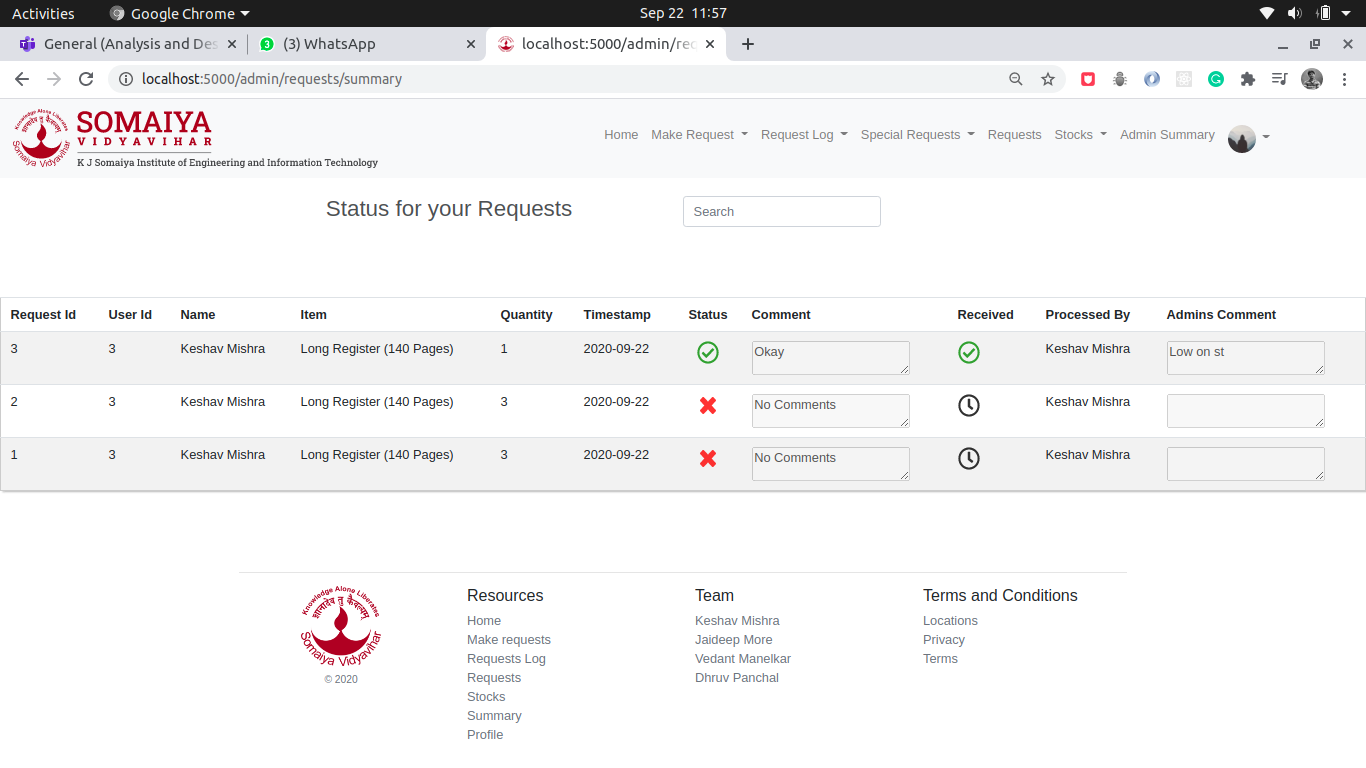 Activities Google Chrome Sep 22 11:57
General (Analysis and Des (3) WhatsApp localhost:5000/admin/rec
localhost:5000/admin/requests/summary
Knowledge Alone Liberates
ज्ञानादेव तु कैवल्यम्
Somaiya Vidyavihar
SOMAIYA
VIDYAVIHAR
K J Somaiya Institute of Engineering and Information Technology
Home Make Request Request Log Special Requests Requests Stocks Admin Summary
Status for your Requests Search
Request Id User Id Name Item Quantity Timestamp Status Comment Received Processed By Admins Comment
3 3 Keshav Mishra Long Register (140 Pages) 1 2020-09-22 Okay Keshav Mishra Low on st
2 3 Keshav Mishra Long Register (140 Pages) 3 2020-09-22 No Comments Keshav Mishra
1 3 Keshav Mishra Long Register (140 Pages) 3 2020-09-22 No Comments Keshav Mishra
Knowledge Alone Liberates
ज्ञानादेव तु कैवल्यम्
Somaiya Vidyavihar
© 2020
Resources
Home
Make requests
Requests Log
Requests
Stocks
Summary
Profile
Team
Keshav Mishra
Jaideep More
Vedant Manelkar
Dhruv Panchal
Terms and Conditions
Locations
Privacy
Terms